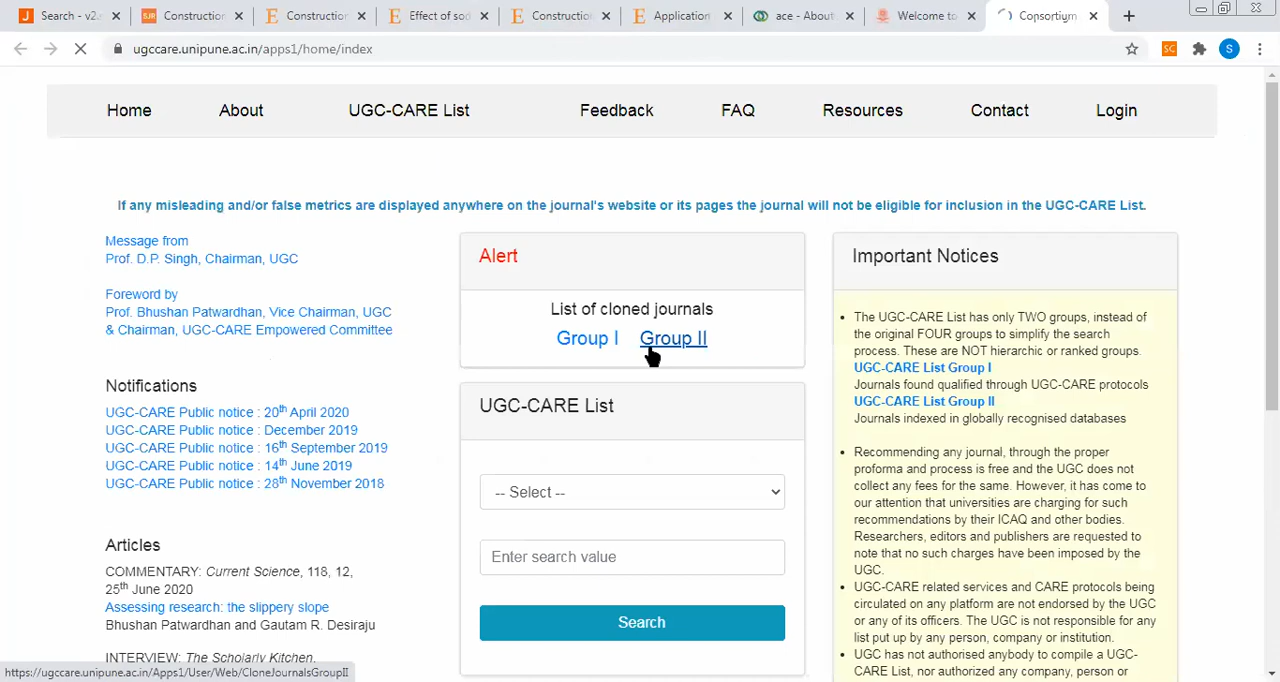 Search - v2
SJR
Construction
Construction
Effect of sod
Construction
Application
ace - About
Welcome to
Consortium
ugccare.unipune.ac.in/apps1/home/index
SC
S
Home
About
UGC-CARE List
Feedback
FAQ
Resources
Contact
Login
If any misleading and/or false metrics are displayed anywhere on the journal's website or its pages the journal will not be eligible for inclusion in the UGC-CARE List.
Message from
Prof. D.P. Singh, Chairman, UGC
Foreword by
Prof. Bhushan Patwardhan, Vice Chairman, UGC
& Chairman, UGC-CARE Empowered Committee
Notifications
UGC-CARE Public notice : 20th April 2020
UGC-CARE Public notice : December 2019
UGC-CARE Public notice : 16th September 2019
UGC-CARE Public notice : 14th June 2019
UGC-CARE Public notice : 28th November 2018
Articles
COMMENTARY: Current Science, 118, 12,
25th June 2020
Assessing research: the slippery slope
Bhushan Patwardhan and Gautam R. Desiraju
INTERVIEW: The Scholarly Kitchen,
Alert
List of cloned journals
Group I Group II
UGC-CARE List
-- Select --
Enter search value
Search
Important Notices
• The UGC-CARE List has only TWO groups, instead of
the original FOUR groups to simplify the search
process. These are NOT hierarchic or ranked groups.
UGC-CARE List Group I
Journals found qualified through UGC-CARE protocols
UGC-CARE List Group II
Journals indexed in globally recognised databases
• Recommending any journal, through the proper
proforma and process is free and the UGC does not
collect any fees for the same. However, it has come to
our attention that universities are charging for such
recommendations by their ICAQ and other bodies.
Researchers, editors and publishers are requested to
note that no such charges have been imposed by the
UGC.
• UGC-CARE related services and CARE protocols being
circulated on any platform are not endorsed by the UGC
or any of its officers. The UGC is not responsible for any
list put up by any person, company or institution.
• UGC has not authorised anybody to compile a UGC-
CARE List, nor authorized any company, person or
https://ugccare.unipune.ac.in/Apps1/User/Web/CloneJournalsGroupII